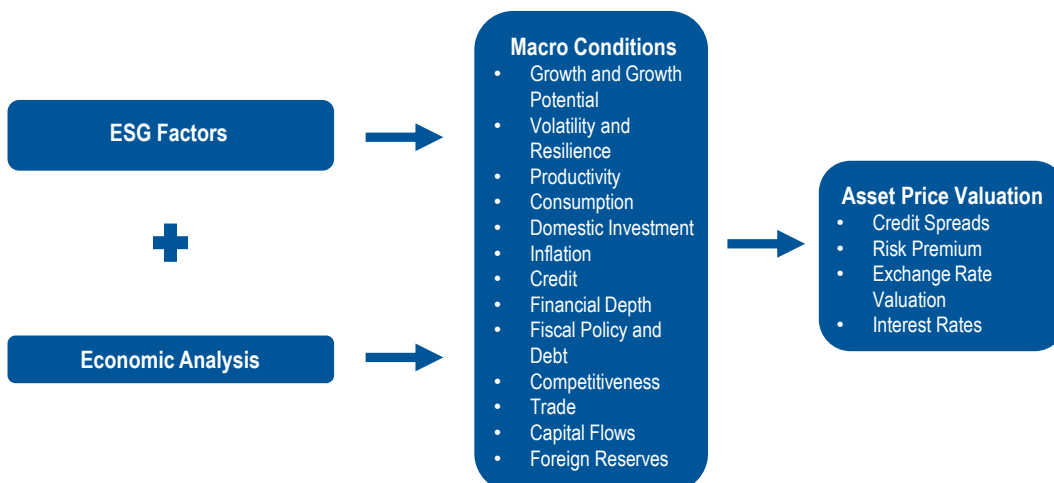 ESG Factors
Economic Analysis
Macro Conditions
• Growth and Growth
Potential
• Volatility and
Resilience
• Productivity
• Consumption
• Domestic Investment
• Inflation
• Credit
• Financial Depth
• Fiscal Policy and
Debt
• Competitiveness
• Trade
• Capital Flows
• Foreign Reserves
Asset Price Valuation
• Credit Spreads
• Risk Premium
• Exchange Rate
Valuation
• Interest Rates